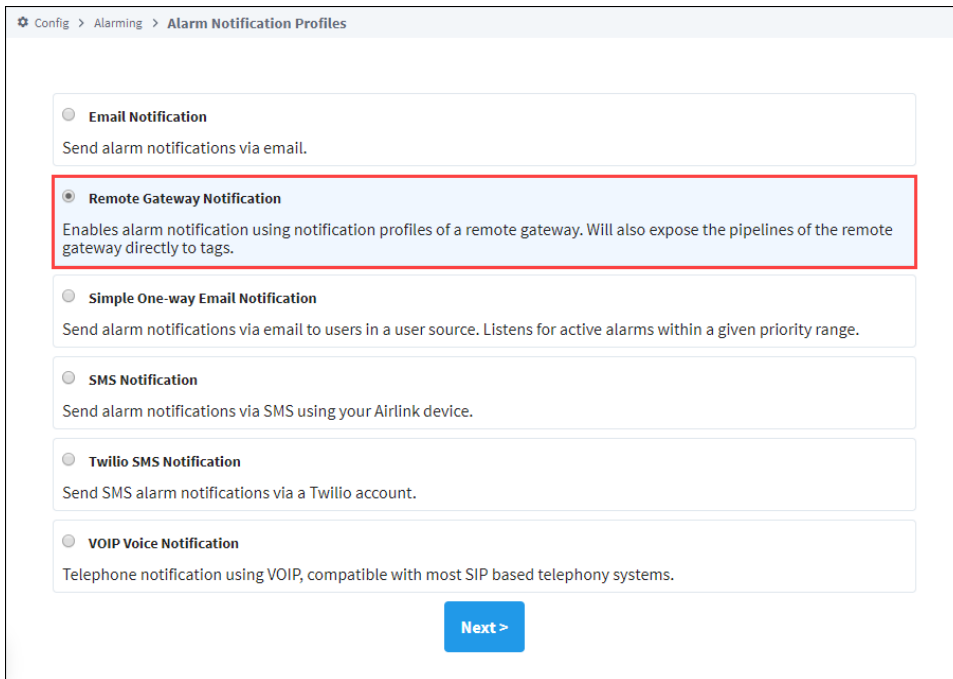 Config > Alarming > Alarm Notification Profiles
Email Notification
Send alarm notifications via email.
Remote Gateway Notification
Enables alarm notification using notification profiles of a remote gateway. Will also expose the pipelines of the remote
gateway directly to tags.
Simple One-way Email Notification
Send alarm notifications via email to users in a user source. Listens for active alarms within a given priority range.
SMS Notification
Send alarm notifications via SMS using your Airlink device.
Twilio SMS Notification
Send SMS alarm notifications via a Twilio account.
VOIP Voice Notification
Telephone notification using VOIP, compatible with most SIP based telephony systems.
Next >